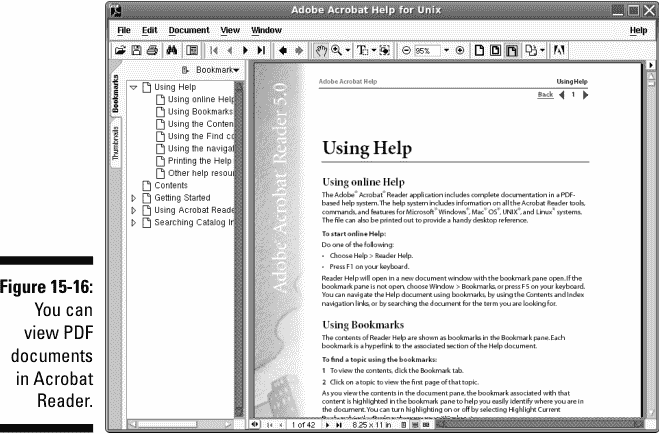 Adobe Acrobat Help for Unix
File Edit Document View Window Help
95%
Bookmark
Bookmarks
Thumbnails
Using Help
Using online Help
Using Bookmarks
Using the Conten
Using the Find co
Using the navigat
Printing the Help
Other help resour
Contents
Getting Started
Using Acrobat Reade
Searching Catalog In
Adobe Acrobat Reader 5.0
Adobe Acrobat Help Using Help
Back 1
Using Help
Using online Help
The Adobe® Acrobat® Reader application includes complete documentation in a PDF-
based help system. The help system includes information on all the Acrobat Reader tools,
commands, and features for Microsoft® Windows®, Mac® OS, UNIX®, and Linux® systems.
The file can also be printed out to provide a handy desktop reference.
To start online Help:
Do one of the following:
• Choose Help > Reader Help.
• Press F1 on your keyboard.
Reader Help will open in a new document window with the bookmark pane open. If the
bookmark pane is not open, choose Window > Bookmarks, or press F5 on your keyboard.
You can navigate the Help document using bookmarks, by using the Contents and Index
navigation links, or by searching the document for the term you are looking for.
Using Bookmarks
The contents of Reader Help are shown as bookmarks in the Bookmark pane. Each
bookmark is a hyperlink to the associated section of the Help document.
To find a topic using the bookmarks:
1 To view the contents, click the Bookmark tab.
2 Click on a topic to view the first page of that topic.
As you view the contents in the document pane, the bookmark associated with that
content is highlighted in the bookmark pane to help you easily identify where you are in
the document. You can turn highlighting on or off by selecting Highlight Current
1 of 42 8.25 x 11 in
Figure 15-16:
You can
view PDF
documents
in Acrobat
Reader.